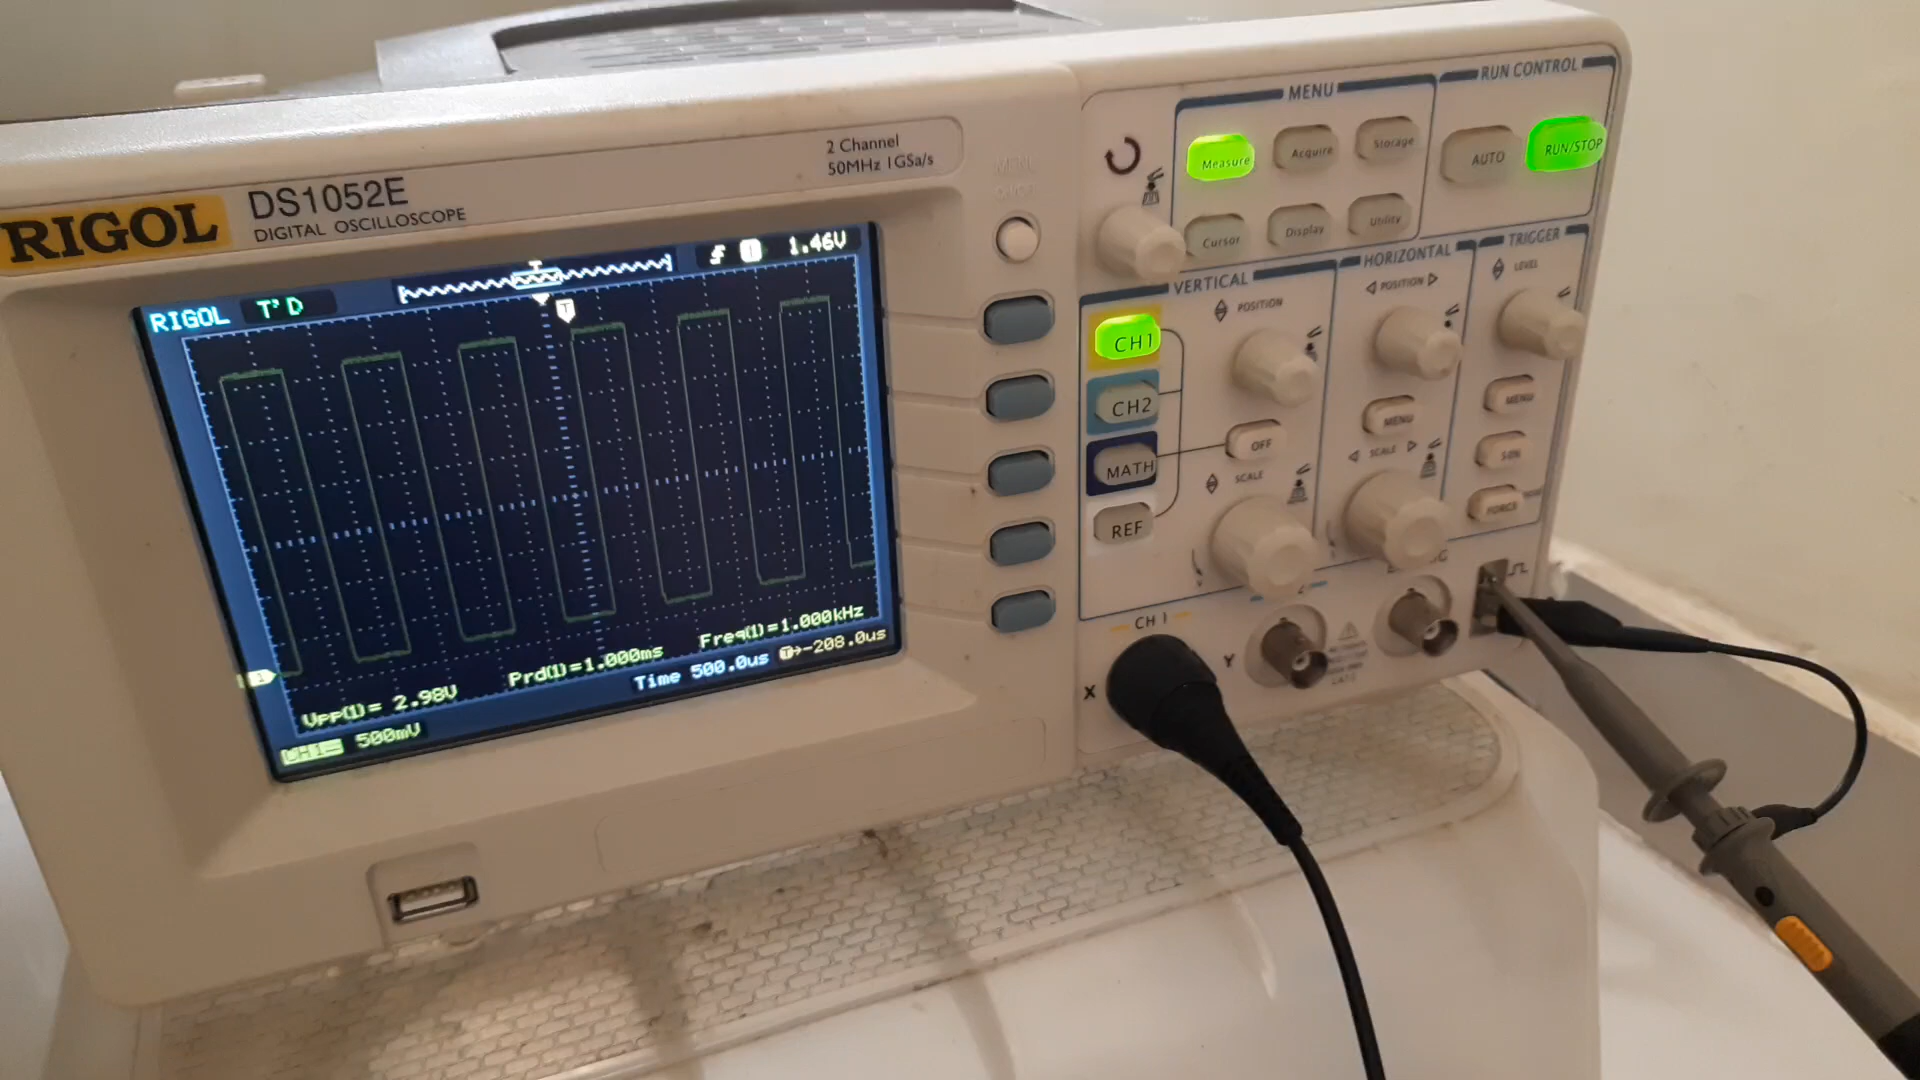 RIGOL
DS1052E
DIGITAL OSCILLOSCOPE
2 Channel
50MHz 1GSa/s
RIGOL T'D
1 1.46V
T
Vpp(1)= 2.98V Prd(1)=1.000ms Freq(1)=1.000kHz
CH1 500mV Time 500.0us T→-208.0us
MENU
Measure Acquire Storage
Cursor Display Utility
RUN CONTROL
AUTO RUN/STOP
VERTICAL
POSITION
CH1
CH2
MATH
REF
OFF
SCALE
HORIZONTAL
POSITION
MENU
SCALE
TRIGGER
LEVEL
MENU
50%
FORCE
CH 1
X
Y